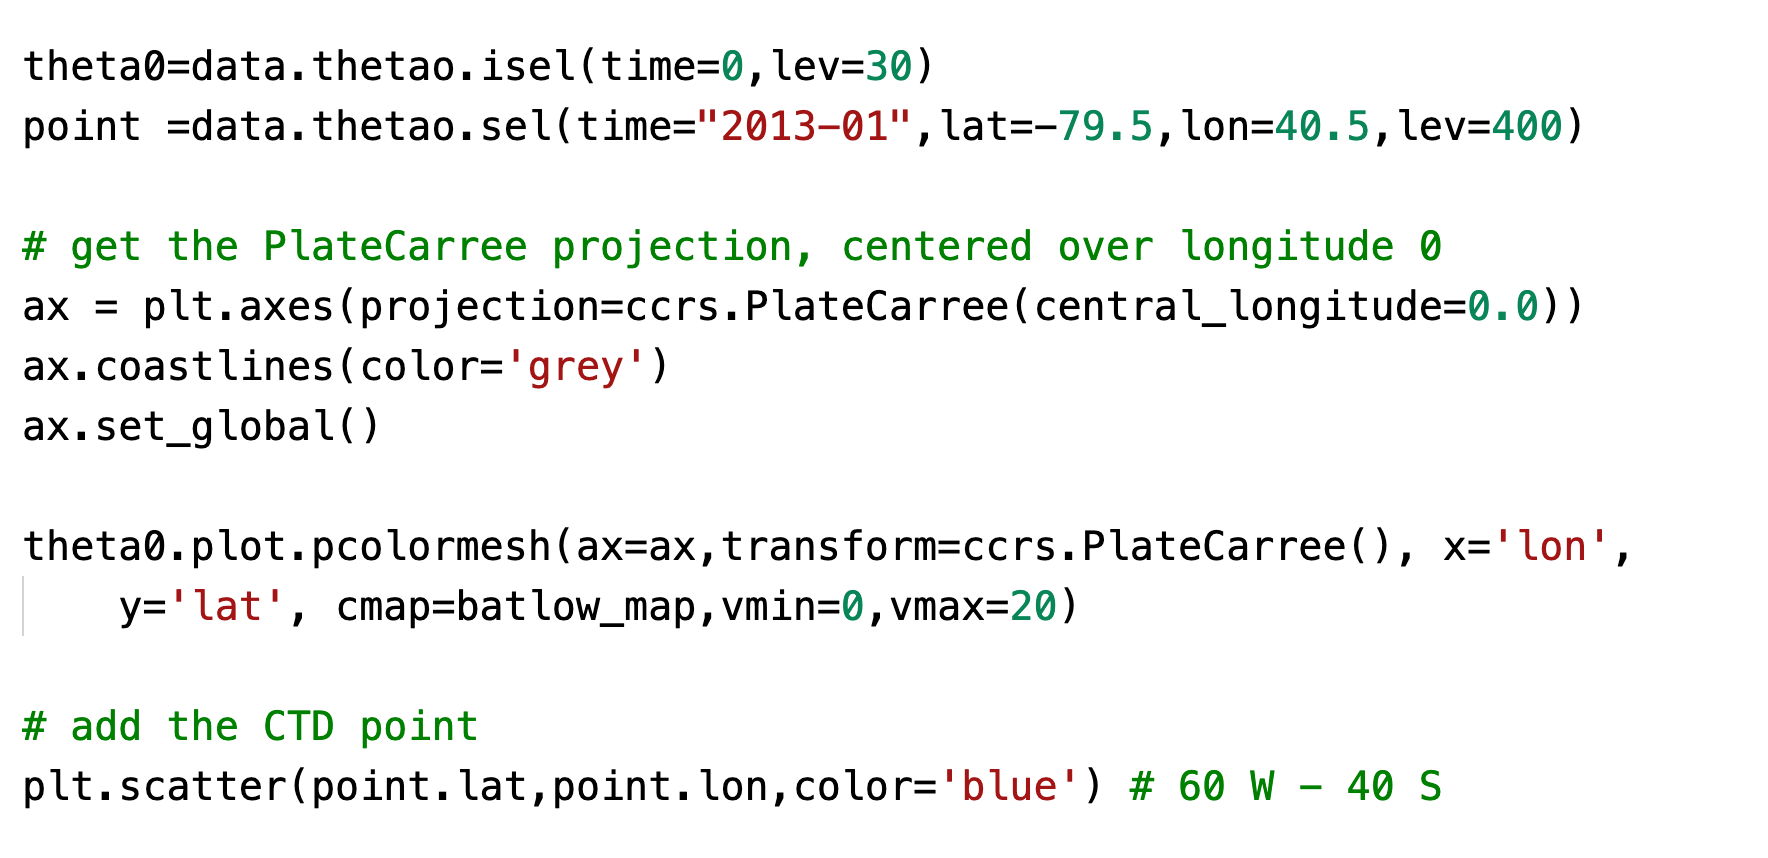 theta0=data.thetao.isel(time=0,lev=30)
point =data.thetao.sel(time="2013-01",lat=-79.5,lon=40.5,lev=400)
# get the PlateCarree projection, centered over longitude 0
ax = plt.axes(projection=ccrs.PlateCarree(central_longitude=0.0))
ax.coastlines(color='grey')
ax.set_global()
theta0.plot.pcolormesh(ax=ax,transform=ccrs.PlateCarree(), x='lon',
    y='lat', cmap=batlow_map,vmin=0,vmax=20)
# add the CTD point
plt.scatter(point.lat,point.lon,color='blue') # 60 W - 40 S